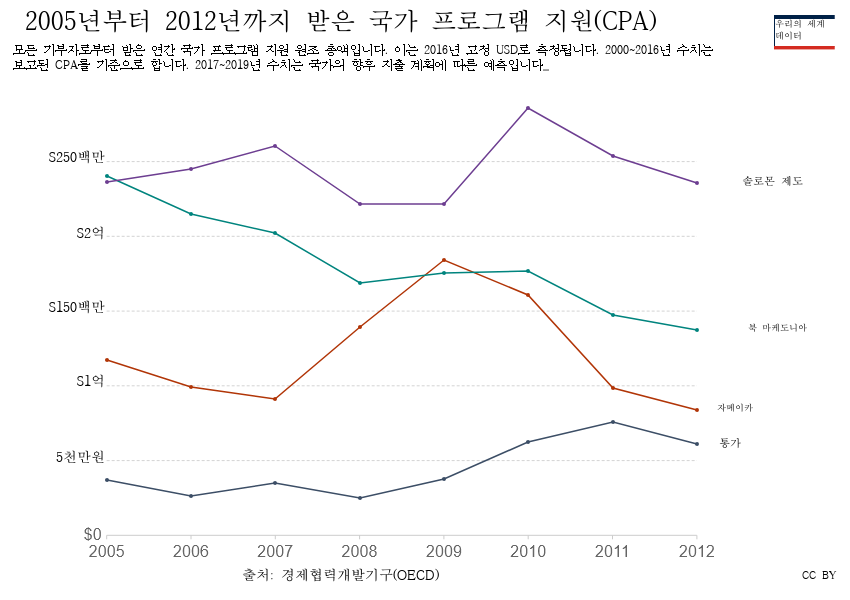 2005년부터 2012년까지 받은 국가 프로그램 지원(CPA)
우리의 세계
데이터
모든 기부자로부터 받은 연간 국가 프로그램 지원 원조 총액입니다. 이는 2016년 고정 USD로 측정됩니다. 2000~2016년 수치는
보고된 CPA를 기준으로 합니다. 2017~2019년 수치는 국가의 향후 지출 계획에 따른 예측입니다.
S250백만
솔로몬 제도
S2억
S150백만
북 마케도니아
S1억
자메이카
통가
5천만원
$0
2005 2006 2007 2008 2009 2010 2011 2012
출처: 경제협력개발기구(OECD)
CC BY